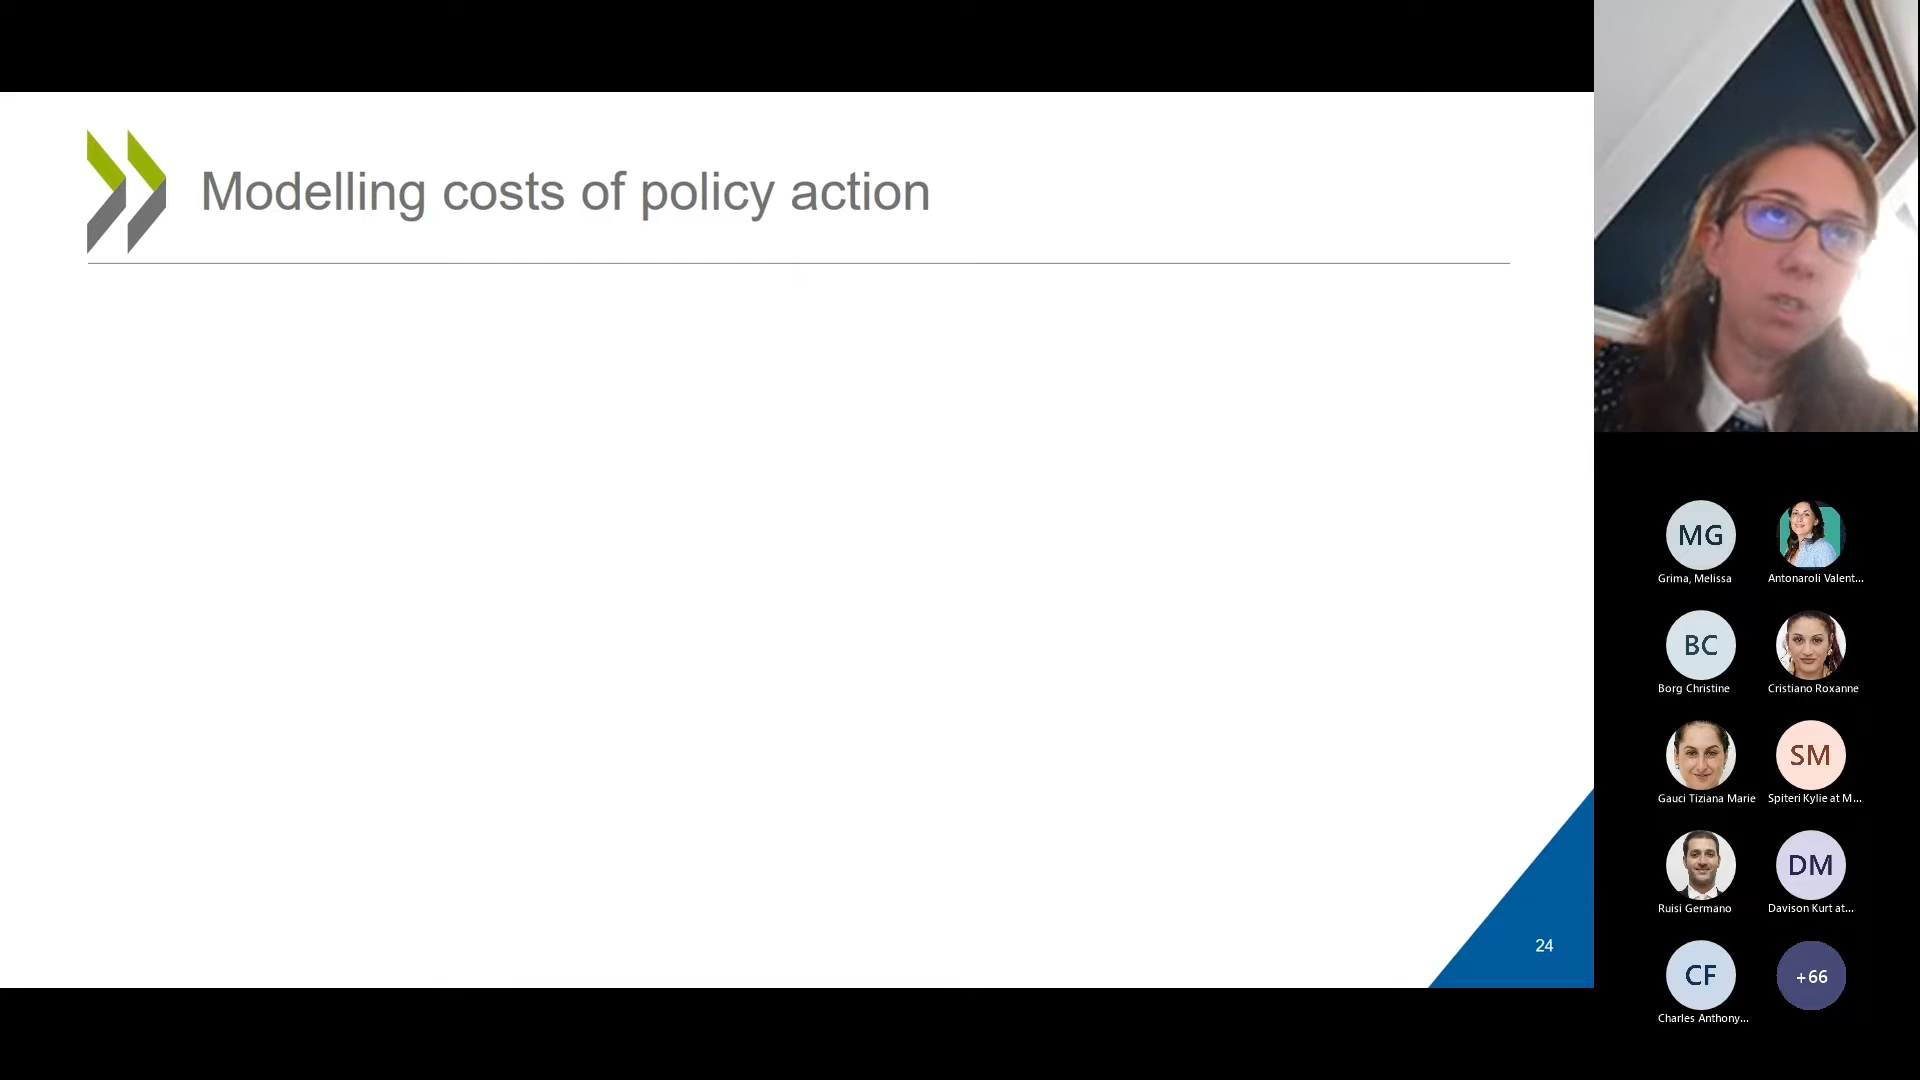 Modelling costs of policy action
24
MG
Grima, Melissa
Antonaroli Valent...
BC
Borg Christine
Cristiano Roxanne
Gauci Tiziana Marie
SM
Spiteri Kylie at M...
Ruisi Germano
DM
Davison Kurt at...
CF
Charles Anthony...
+66